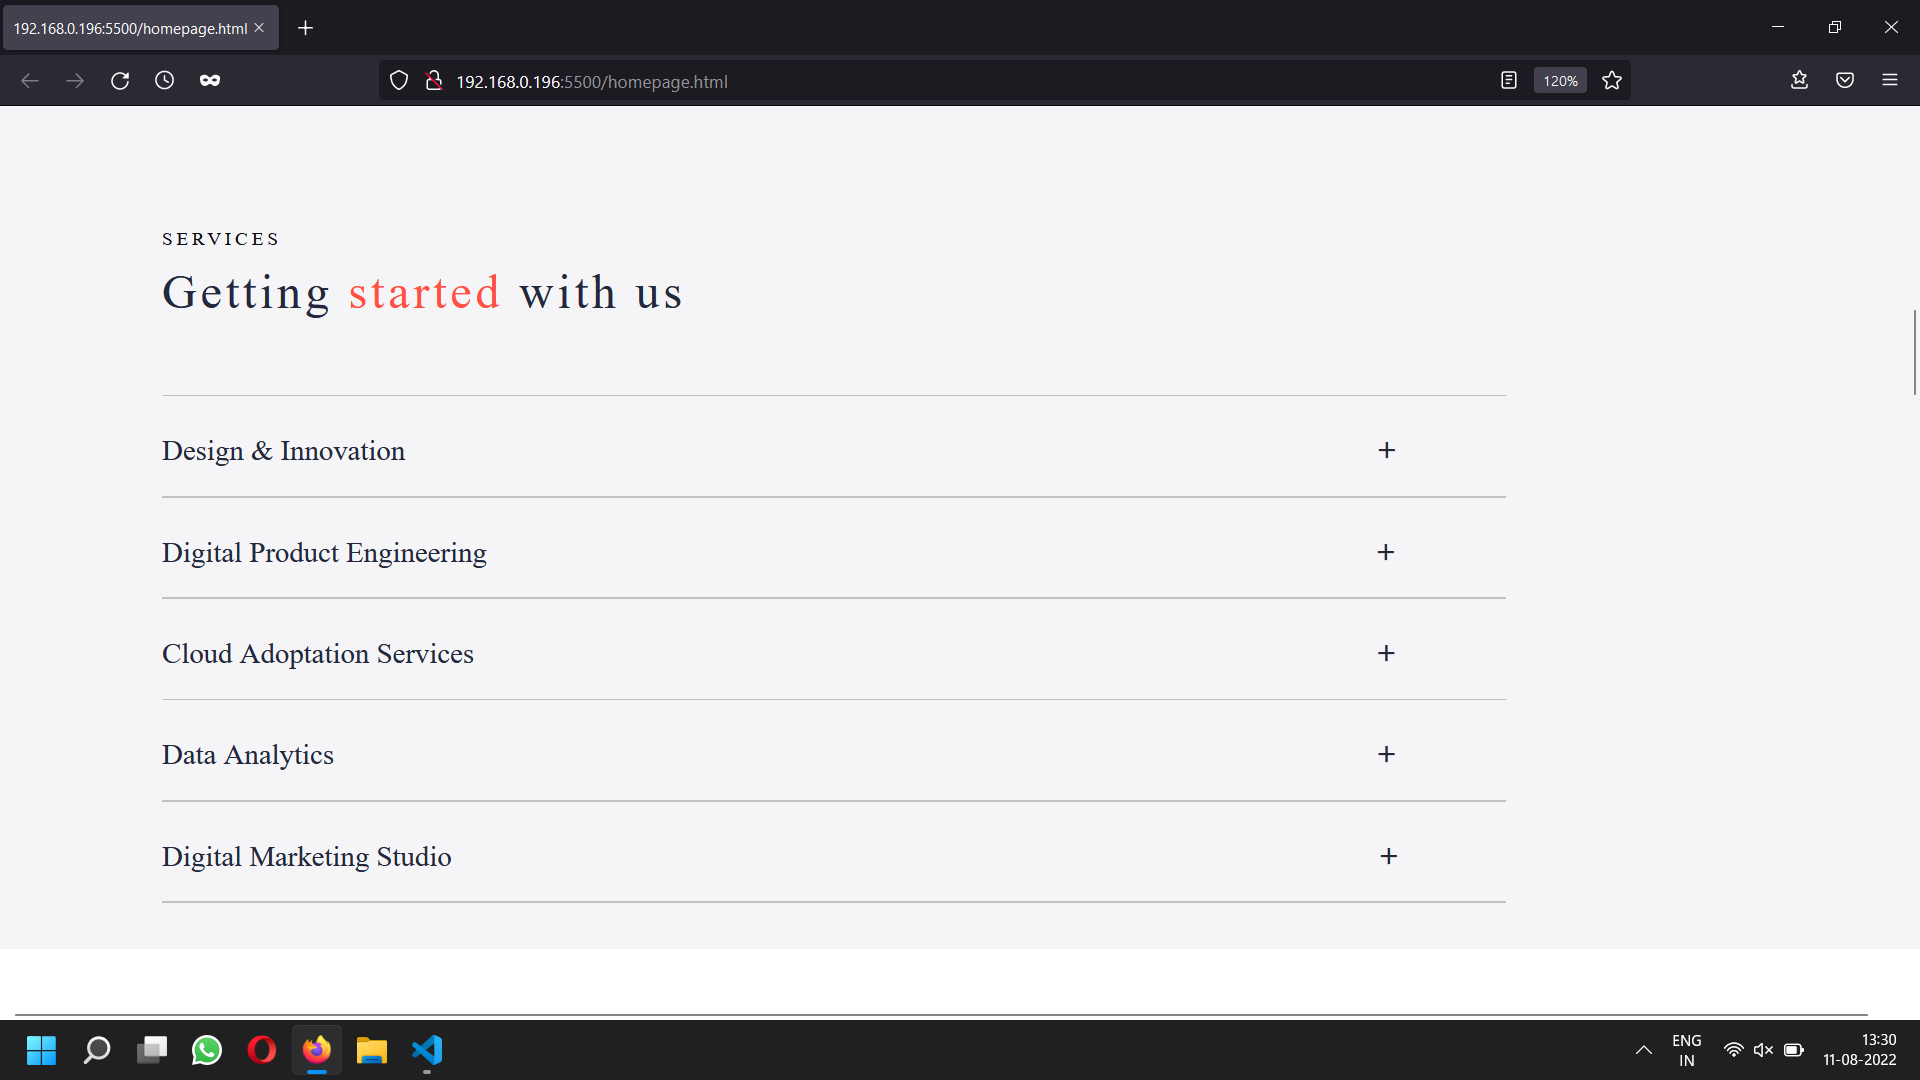 192.168.0.196:5500/homepage.html
192.168.0.196:5500/homepage.html
120%
SERVICES
Getting started with us
Design & Innovation +
Digital Product Engineering +
Cloud Adoptation Services +
Data Analytics +
Digital Marketing Studio +
ENG
IN
13:30
11-08-2022